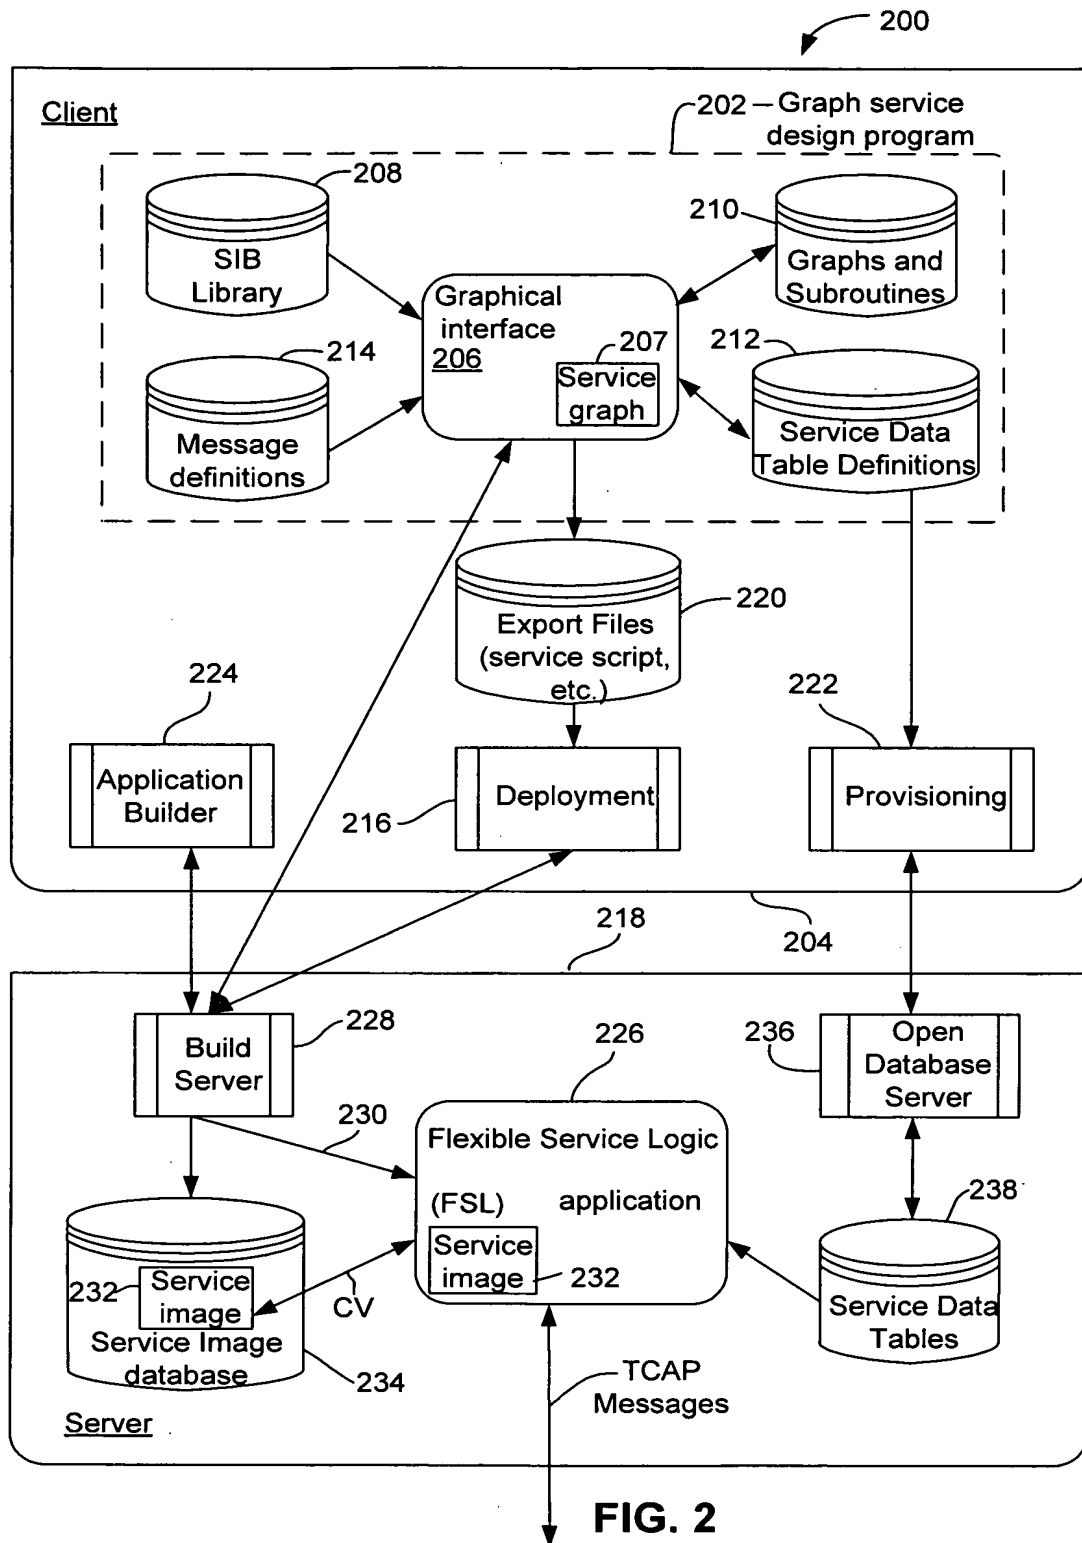 200
Client
202 — Graph service
design program
208
SIB
Library
210
Graphs and
Subroutines
Graphical
interface
206
207
Service
graph
214
Message
definitions
212
Service Data
Table Definitions
220
Export Files
(service script,
etc.)
224
Application
Builder
216
Deployment
222
Provisioning
204
218
228
Build
Server
226
236
Open
Database
Server
230
Flexible Service Logic
(FSL) application
Service
image
232
238
232
Service
image
CV
Service Image
database
234
Service Data
Tables
TCAP
Messages
Server
FIG. 2